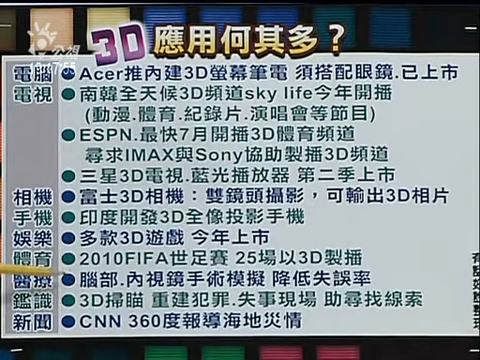 公視
3D 應用何其多？
電腦 ●Acer推內建3D螢幕筆電 須搭配眼鏡.已上市
電視 ●南韓全天候3D頻道sky life今年開播
(動漫.體育.紀錄片.演唱會等節目)
●ESPN.最快7月開播3D體育頻道
尋求IMAX與Sony協助製播3D頻道
●三星3D電視.藍光播放器 第二季上市
相機 ●富士3D相機：雙鏡頭攝影，可輸出3D相片
手機 ●印度開發3D全像投影手機
娛樂 ●多款3D遊戲 今年上市
體育 ●2010FIFA世足賽 25場以3D製播
醫療 ●腦部.內視鏡手術模擬 降低失誤率
鑑識 ●3D掃瞄 重建犯罪.失事現場 助尋找線索
新聞 ●CNN 360度報導海地災情